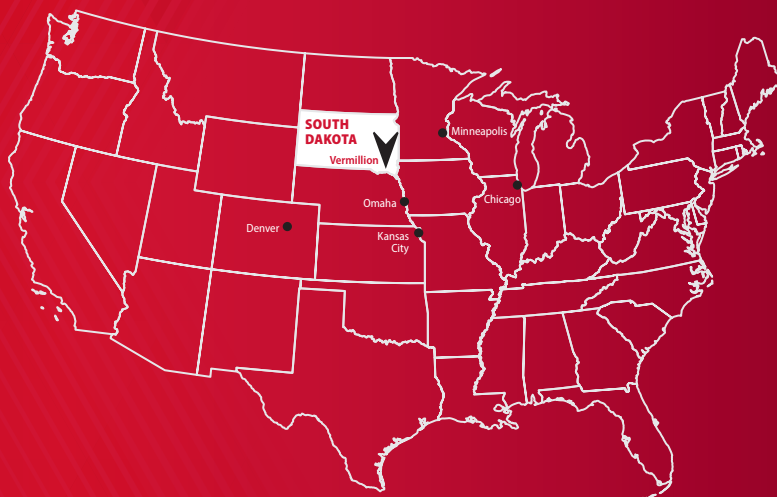 SOUTH
DAKOTA
Vermillion
Minneapolis
Chicago
Omaha
Denver
Kansas
City